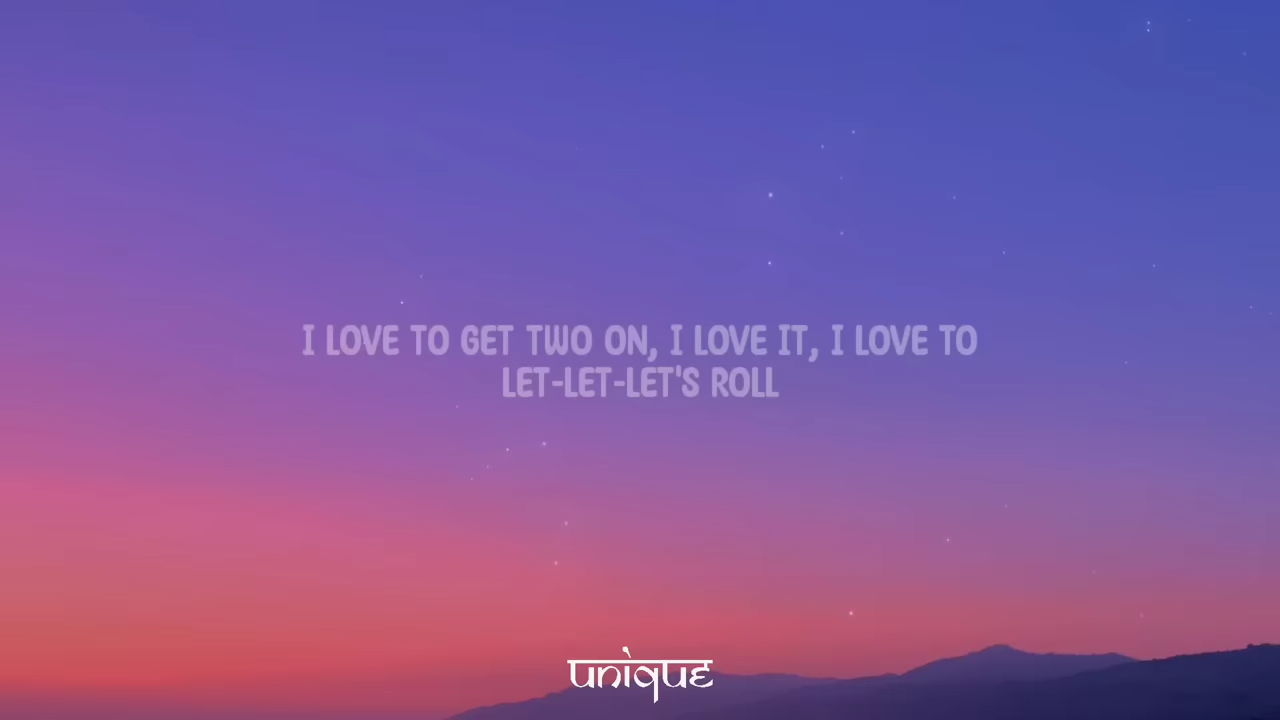 I LOVE TO GET TWO ON, I LOVE IT, I LOVE TO
LET-LET-LET'S ROLL
unique